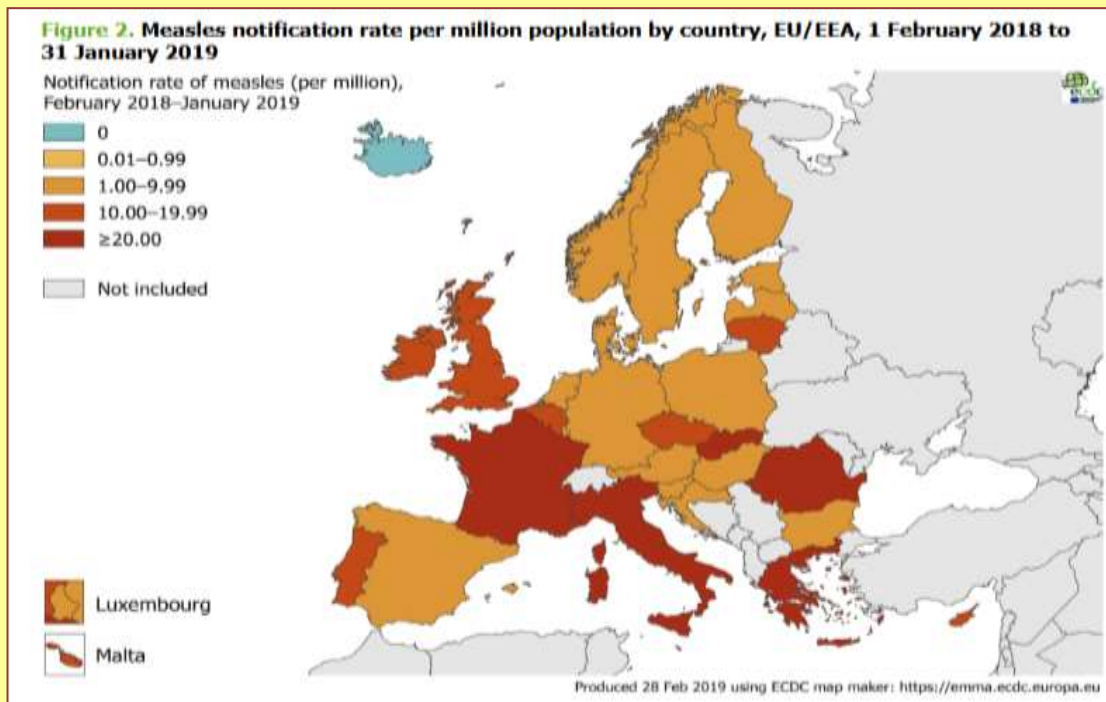 Figure 2. Measles notification rate per million population by country, EU/EEA, 1 February 2018 to
31 January 2019
Notification rate of measles (per million),
February 2018–January 2019
0
0.01–0.99
1.00–9.99
10.00–19.99
≥20.00
Not included
ecdc
Luxembourg
Malta
Produced 28 Feb 2019 using ECDC map maker: https://emma.ecdc.europa.eu